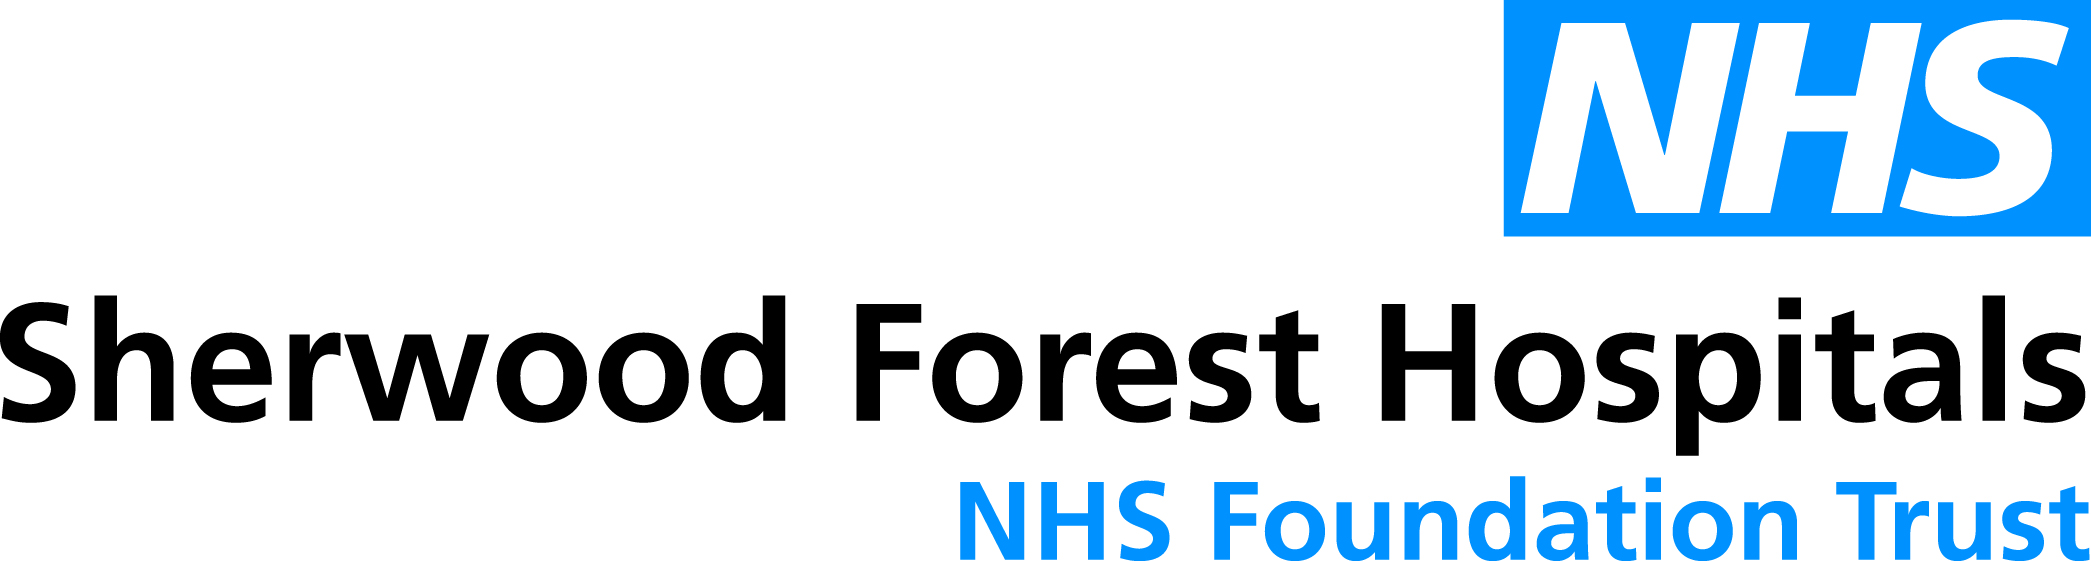 NHS
Sherwood Forest Hospitals
NHS Foundation Trust